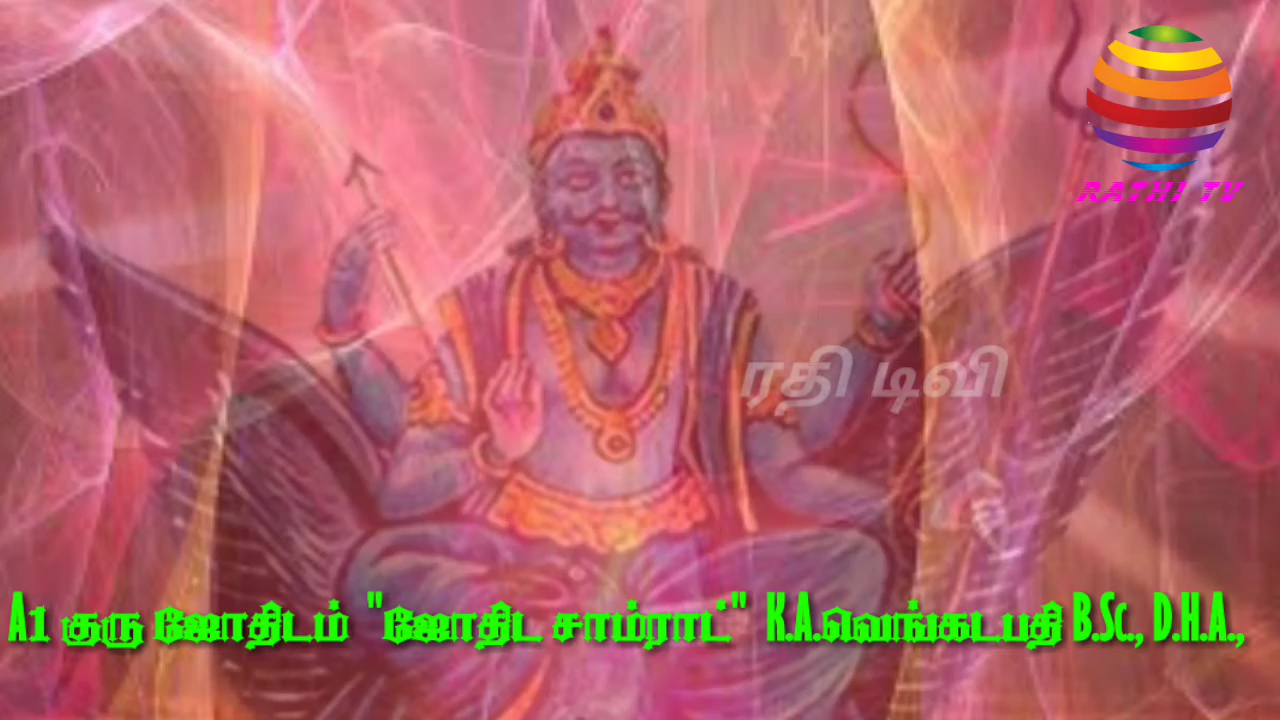 RATHI TV
ரதி டிவி
A1 குரு ஜோதிடம் "ஜோதிட சாம்ராட்" K.A.வெங்கடபதி B.Sc., D.H.A.,